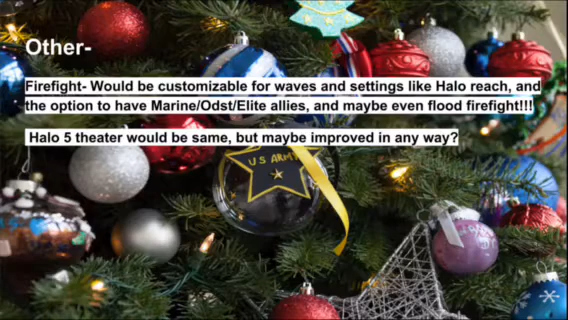 Other-
Firefight- Would be customizable for waves and settings like Halo reach, and
the option to have Marine/Odst/Elite allies, and maybe even flood firefight!!!
Halo 5 theater would be same, but maybe improved in any way?
U.S ARMY